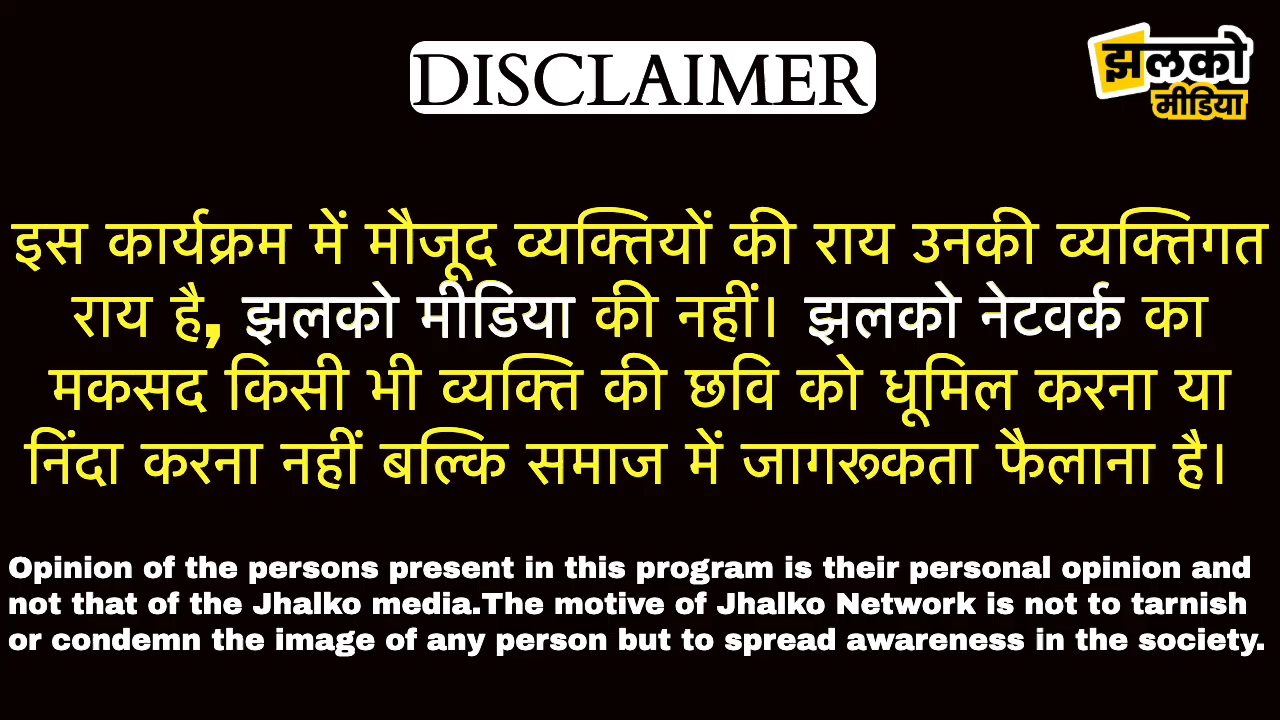 DISCLAIMER
झलको
मीडिया
इस कार्यक्रम में मौजूद व्यक्तियों की राय उनकी व्यक्तिगत
राय है, झलको मीडिया की नहीं। झलको नेटवर्क का
मकसद किसी भी व्यक्ति की छवि को धूमिल करना या
निंदा करना नहीं बल्कि समाज में जागरूकता फैलाना है।
Opinion of the persons present in this program is their personal opinion and
not that of the Jhalko media.The motive of Jhalko Network is not to tarnish
or condemn the image of any person but to spread awareness in the society.